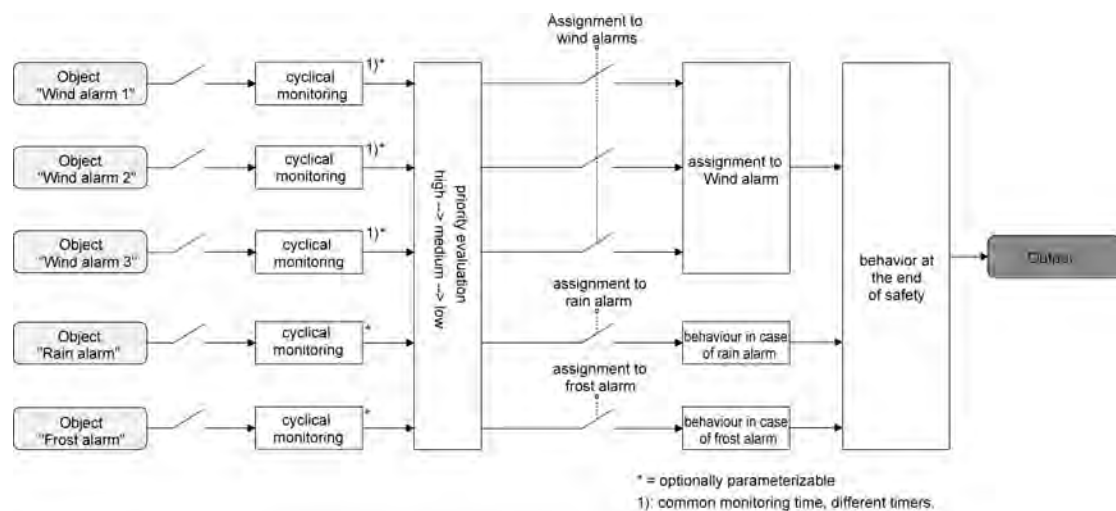 Assignment to
wind alarms
Object
"Wind alarm 1"
cyclical
monitoring
1)*
Object
"Wind alarm 2"
cyclical
monitoring
1)*
assignment to
Wind alarm
Object
"Wind alarm 3"
cyclical
monitoring
1)*
priority evaluation
high --> medium --> low
behavior at
the end
of safety
Output
assignment to
rain alarm
Object
"Rain alarm"
cyclical
monitoring
*
behaviour in case
of rain alarm
assignment to
frost alarm
Object
"Frost alarm"
cyclical
monitoring
*
behaviour in case
of frost alarm
* = optionally parameterizable
1): common monitoring time, different timers.